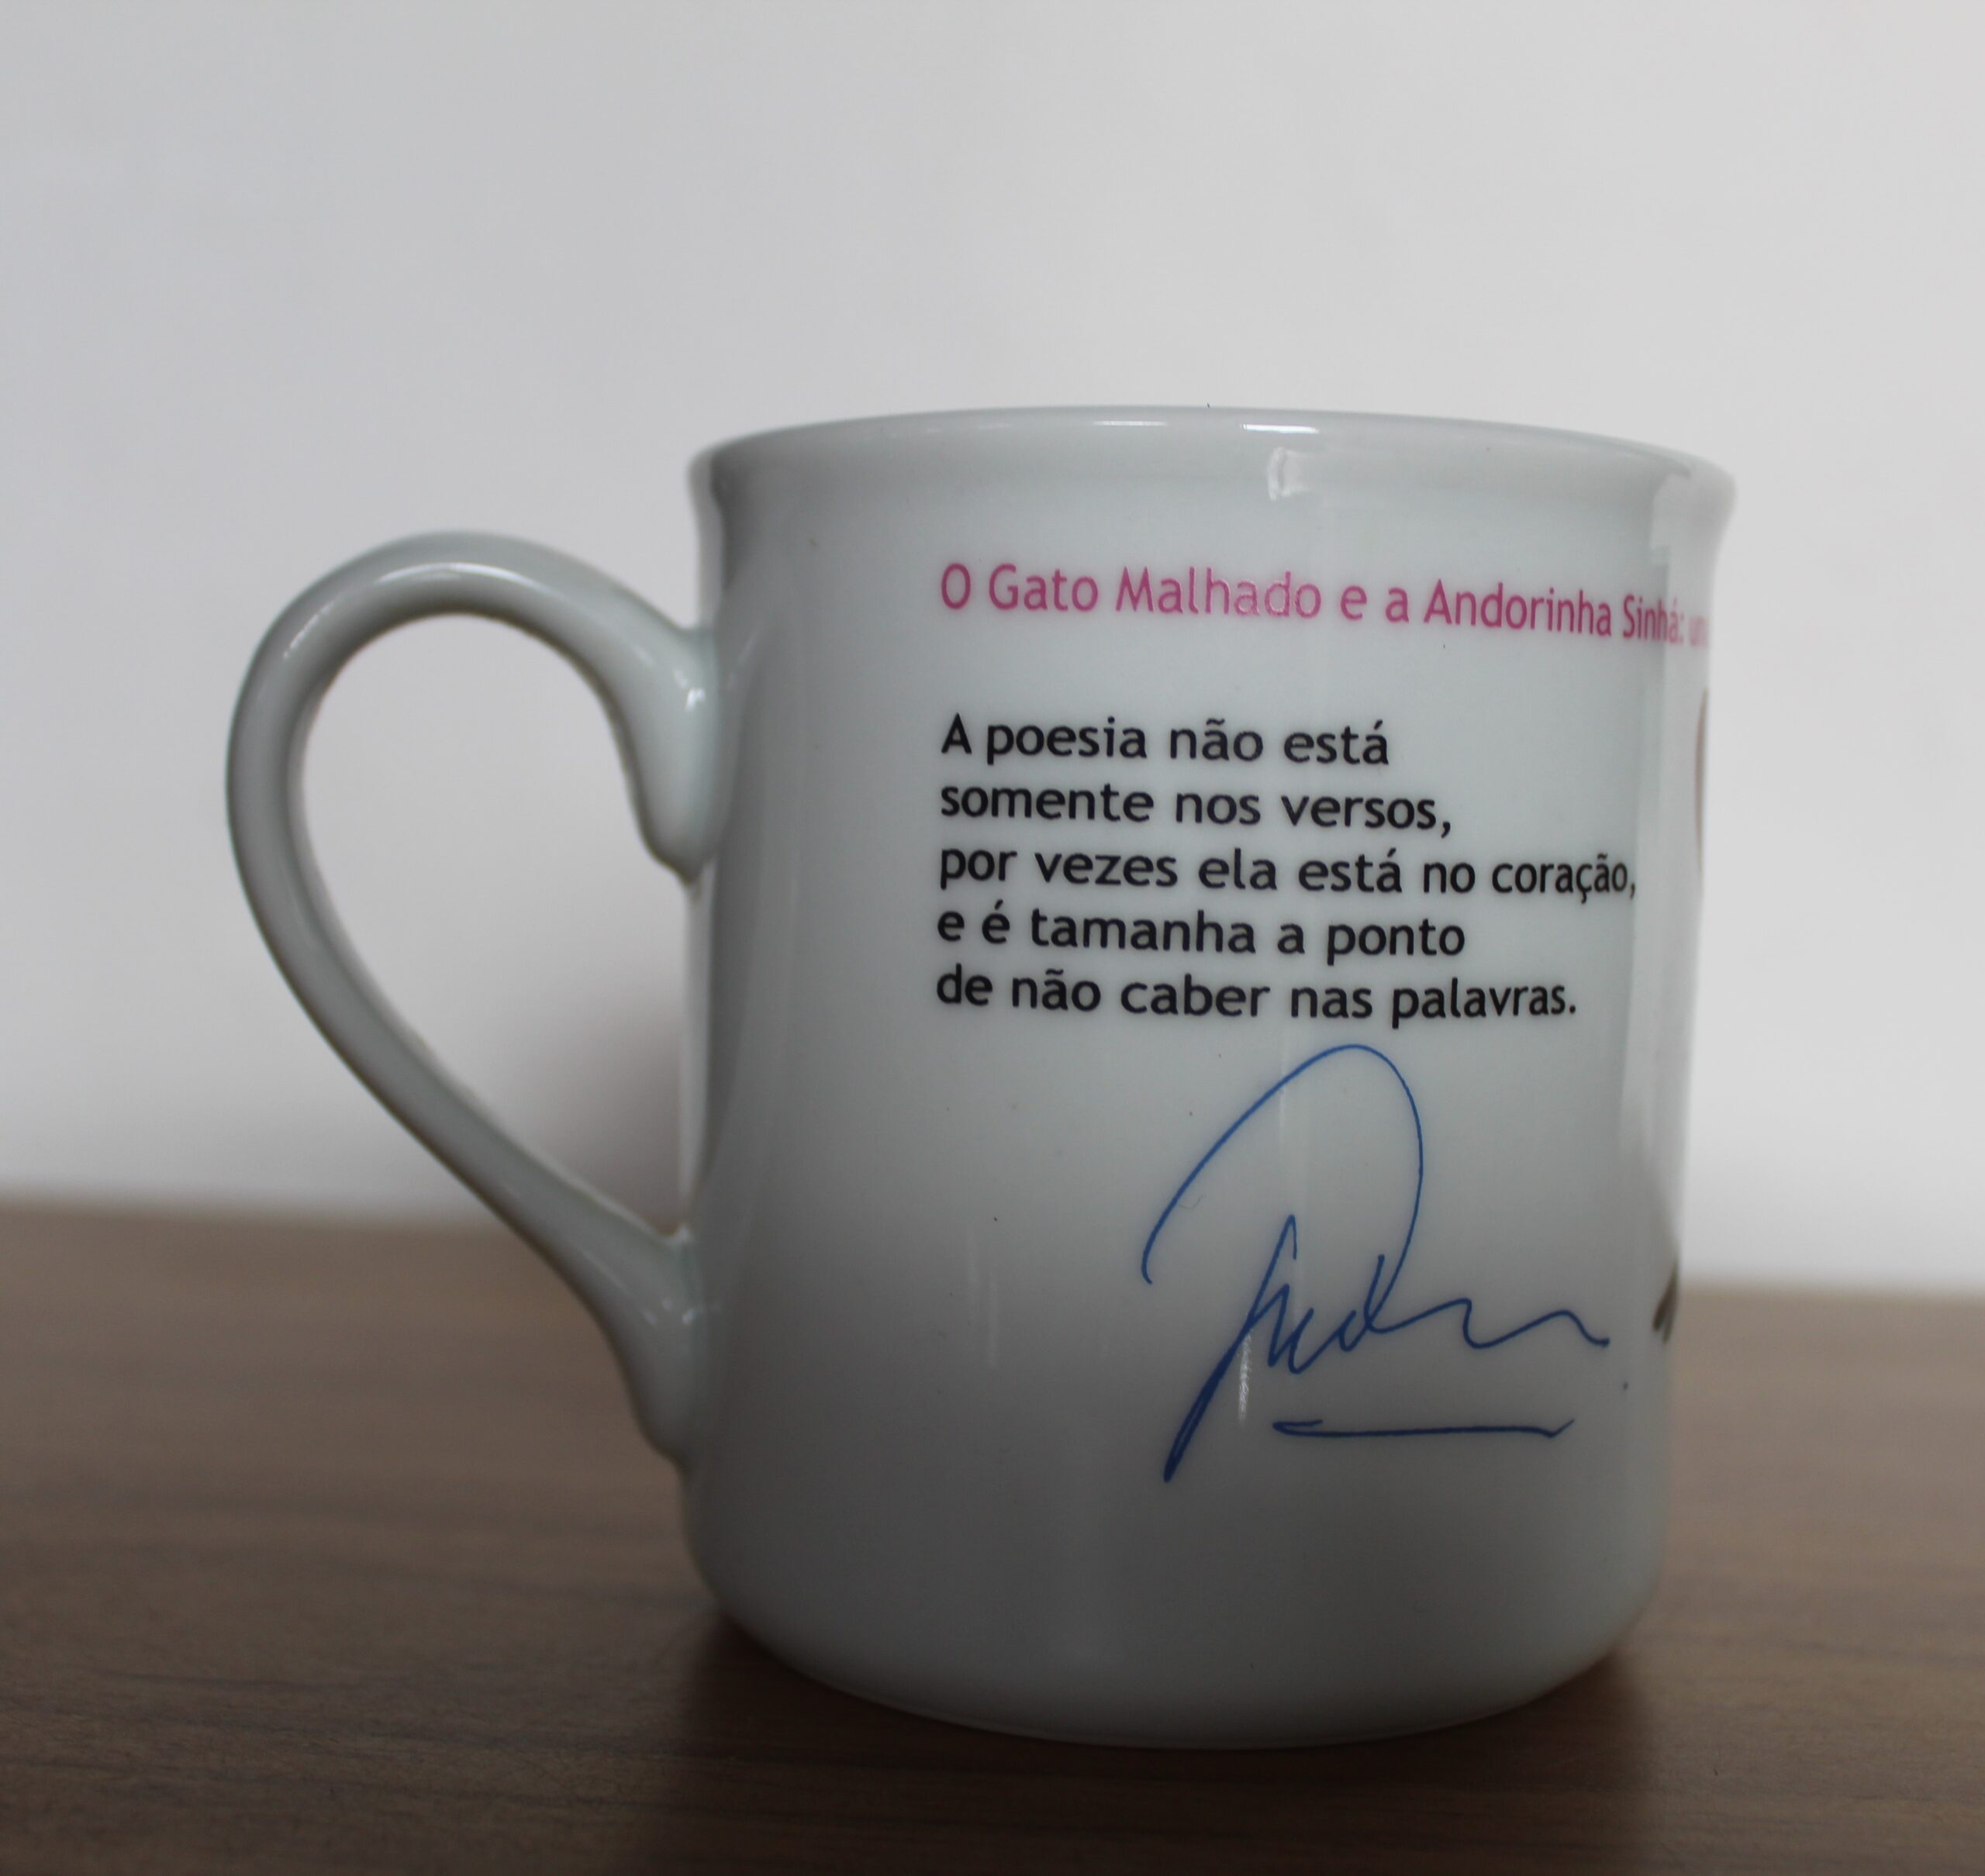 O Gato Malhado e a Andorinha Sinhá:
A poesia não está
somente nos versos,
por vezes ela está no coração,
e é tamanha a ponto
de não caber nas palavras.